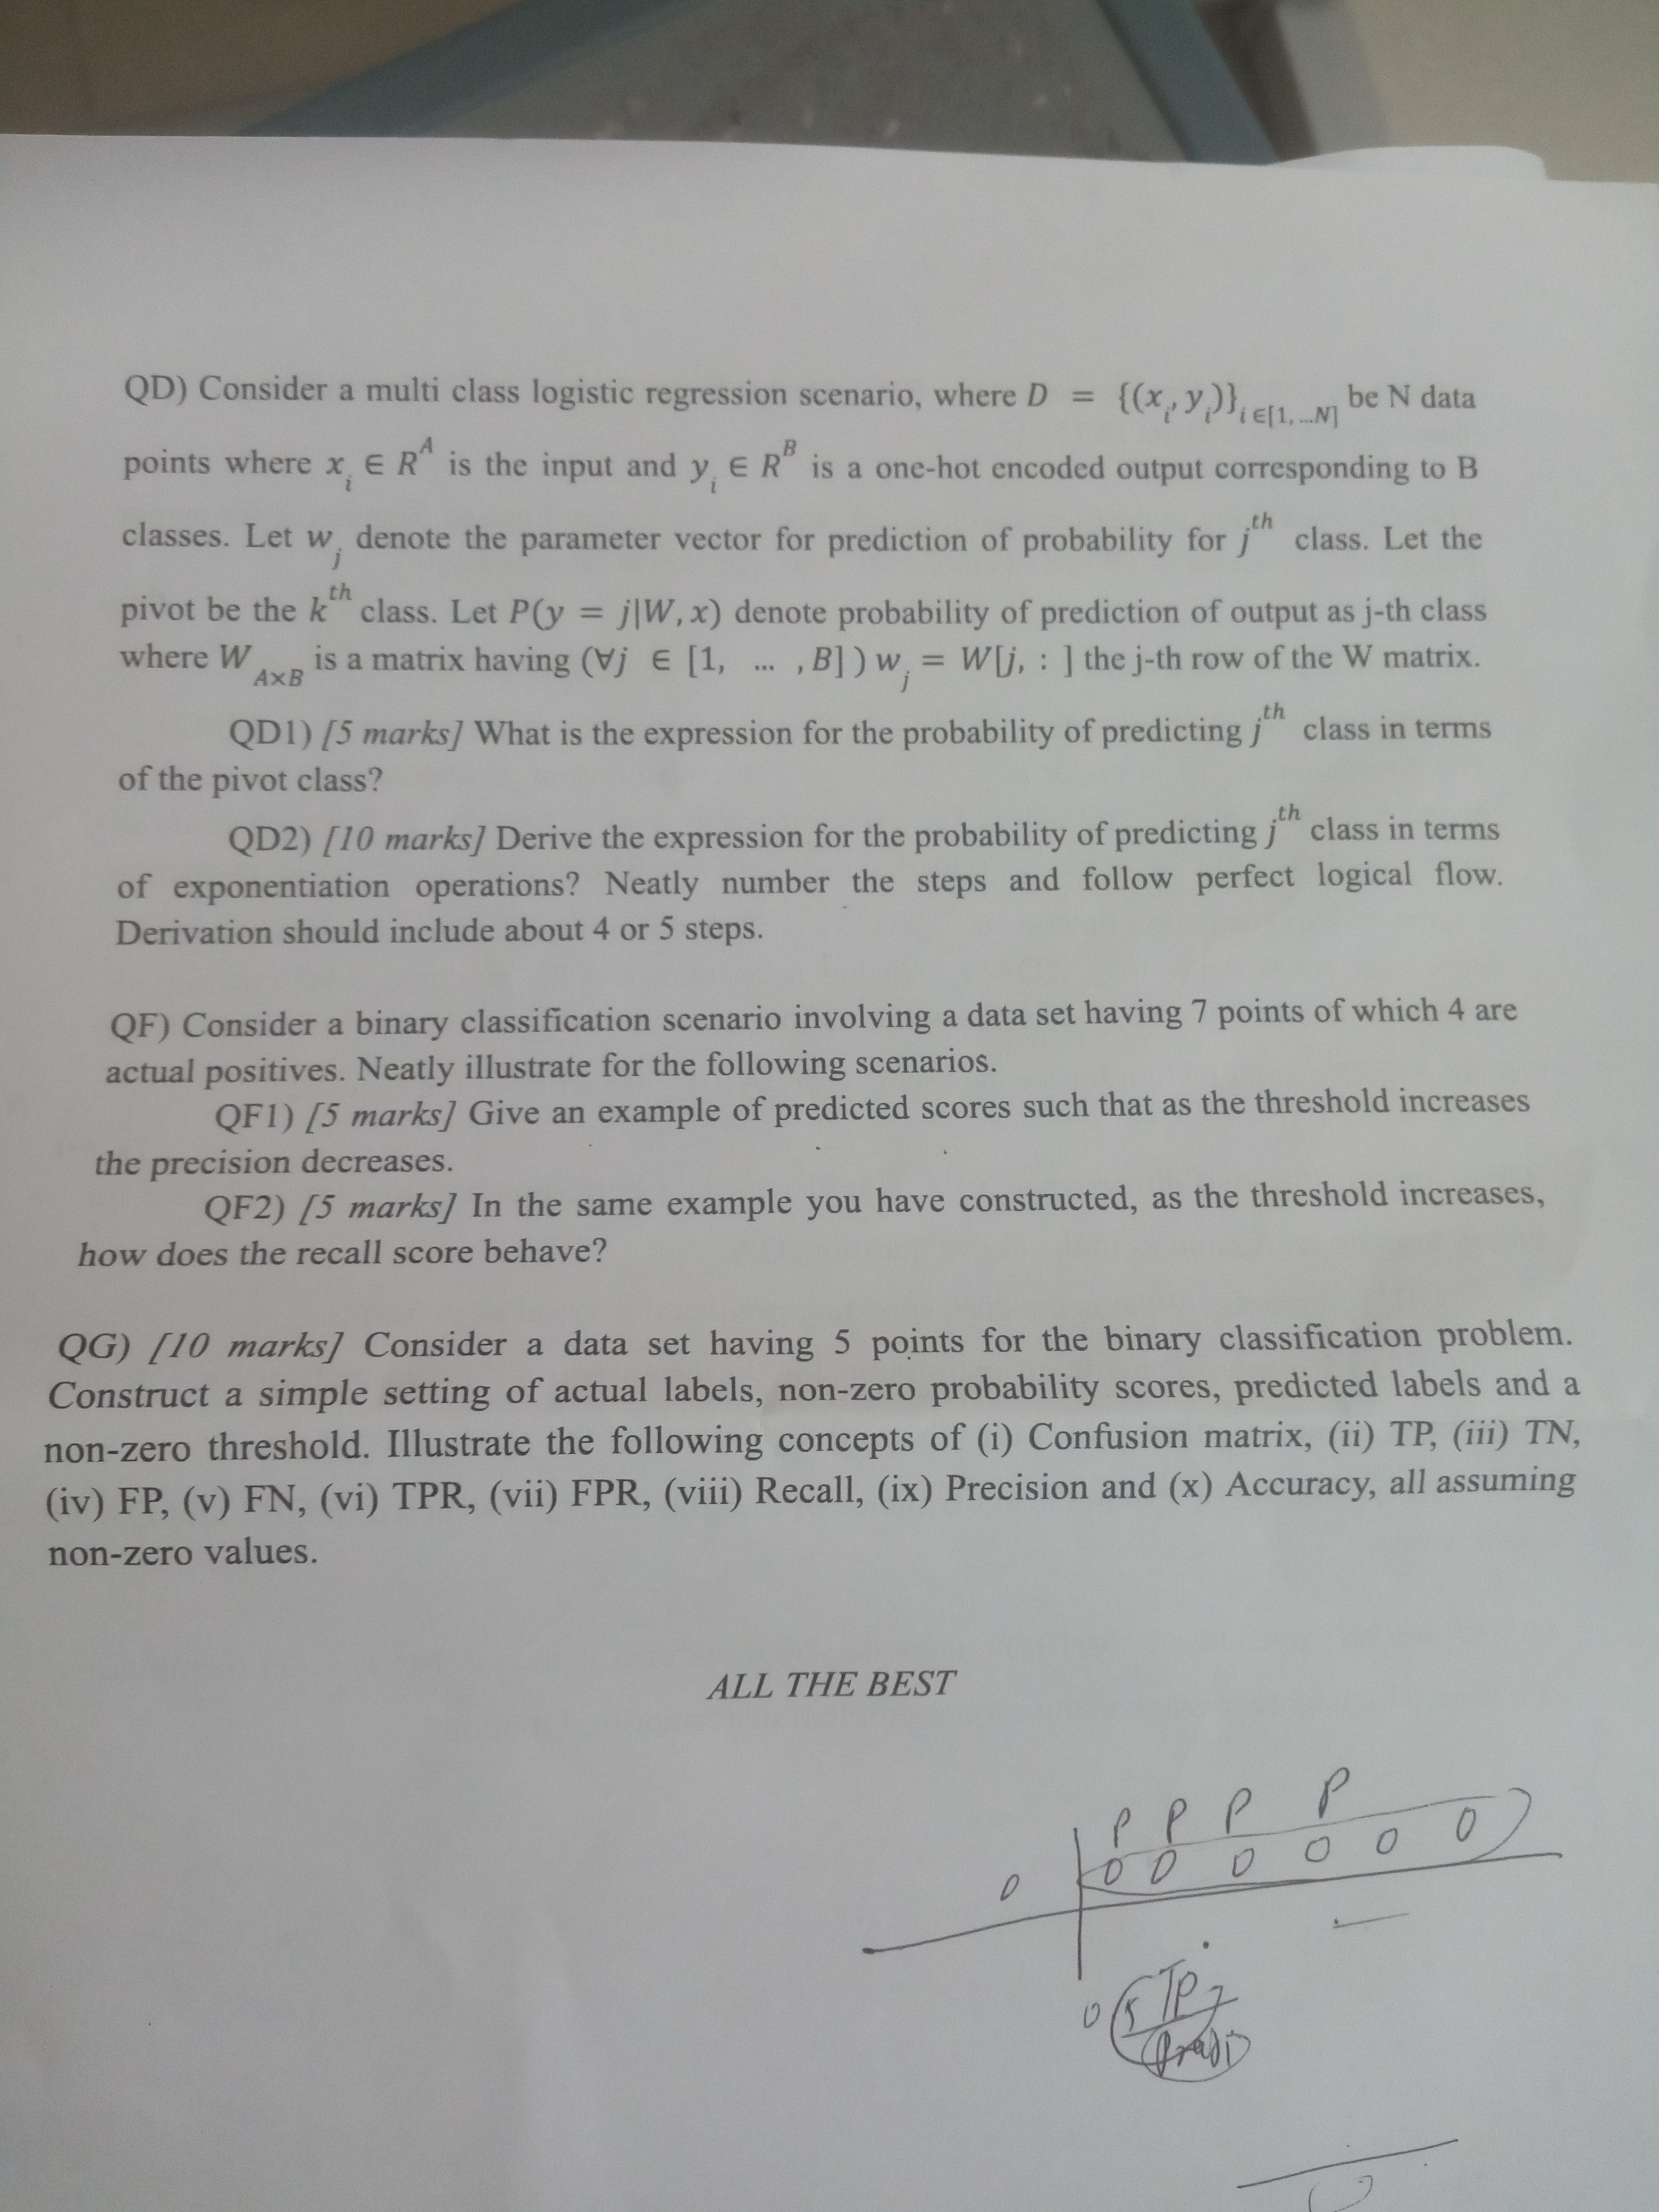 QD) Consider a multi class logistic regression scenario, where D = {(x_i, y_i)}_{i ∈[1, ...N]} be N data
points where x_i ∈ R^A is the input and y_i ∈ R^B is a one-hot encoded output corresponding to B
classes. Let w_j denote the parameter vector for prediction of probability for j^{th} class. Let the
pivot be the k^{th} class. Let P(y = j|W, x) denote probability of prediction of output as j-th class
where W_{A×B} is a matrix having (∀j ∈ [1, ... , B] ) w_j = W[j, : ] the j-th row of the W matrix.
QD1) [5 marks] What is the expression for the probability of predicting j^{th} class in terms
of the pivot class?
QD2) [10 marks] Derive the expression for the probability of predicting j^{th} class in terms
of exponentiation operations? Neatly number the steps and follow perfect logical flow.
Derivation should include about 4 or 5 steps.
QF) Consider a binary classification scenario involving a data set having 7 points of which 4 are
actual positives. Neatly illustrate for the following scenarios.
QF1) [5 marks] Give an example of predicted scores such that as the threshold increases
the precision decreases.
QF2) [5 marks] In the same example you have constructed, as the threshold increases,
how does the recall score behave?
QG) [10 marks] Consider a data set having 5 points for the binary classification problem.
Construct a simple setting of actual labels, non-zero probability scores, predicted labels and a
non-zero threshold. Illustrate the following concepts of (i) Confusion matrix, (ii) TP, (iii) TN,
(iv) FP, (v) FN, (vi) TPR, (vii) FPR, (viii) Recall, (ix) Precision and (x) Accuracy, all assuming
non-zero values.
ALL THE BEST
P P P P
0 0 0 0 0 0 0
TP